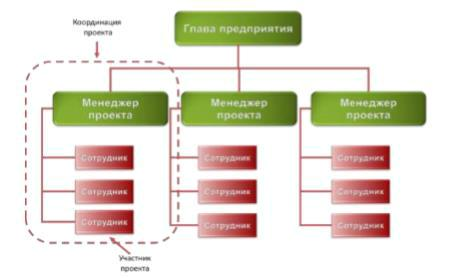 Координация
проекта
Глава предприятия
Менеджер
проекта
Менеджер
проекта
Менеджер
проекта
Сотрудник
Сотрудник
Сотрудник
Сотрудник
Сотрудник
Сотрудник
Сотрудник
Сотрудник
Сотрудник
Участник
проекта